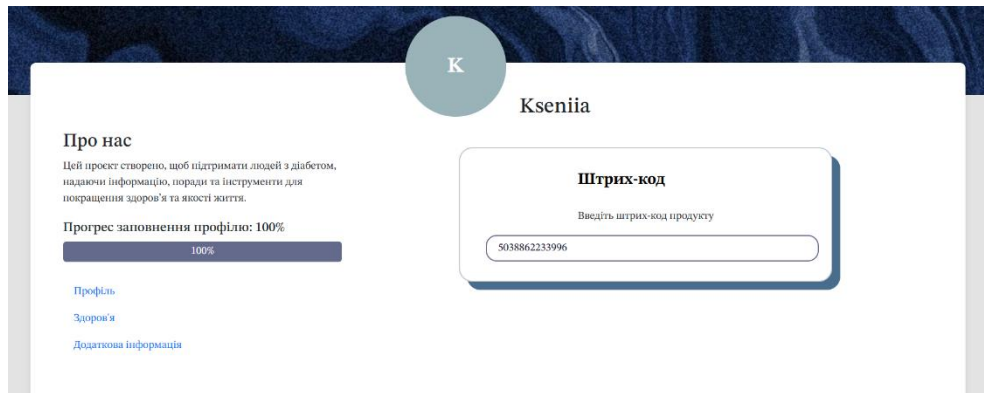 K
Kseniia
Про нас
Цей проєкт створено, щоб підтримати людей з діабетом,
надаючи інформацію, поради та інструменти для
покращення здоров'я та якості життя.
Прогрес заповнення профілю: 100%
100%
Профіль
Здоров'я
Додаткова інформація
Штрих-код
Введіть штрих-код продукту
5038862233996